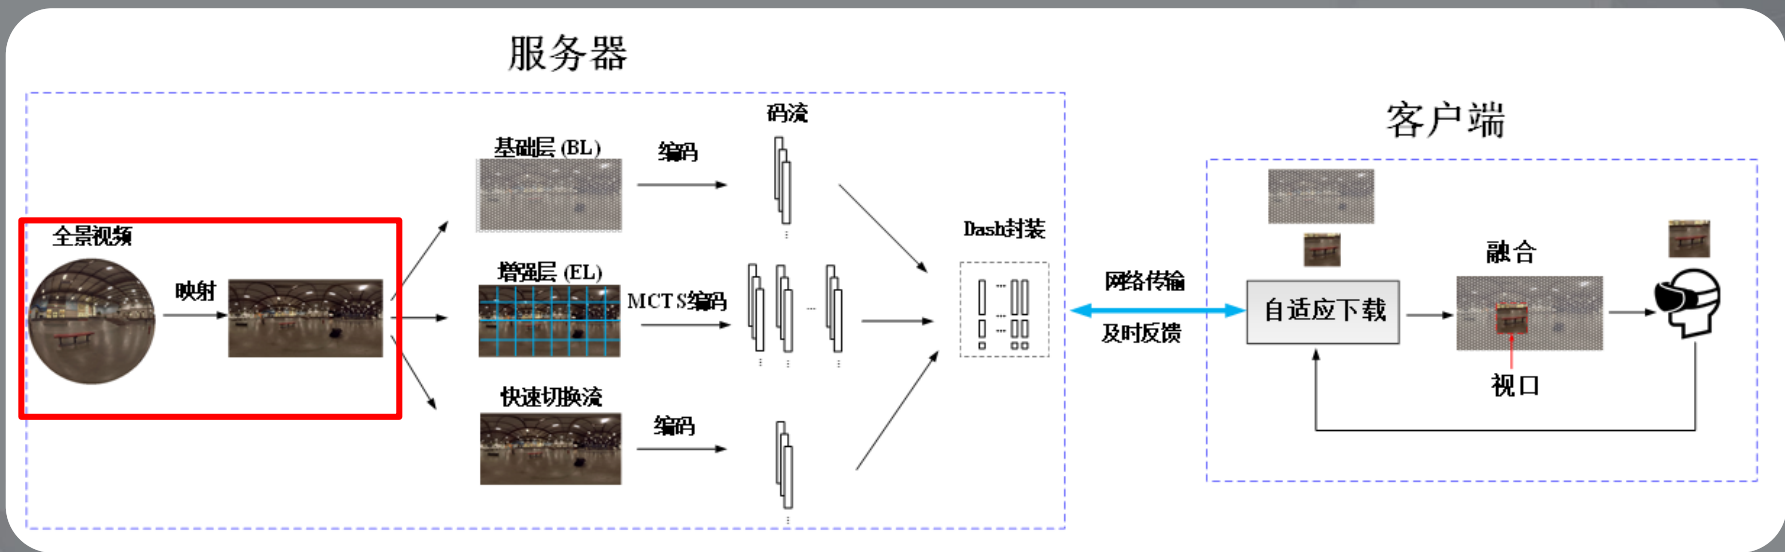 服务器
客户端
码流
基础层 (BL)
编码
全景视频
映射
增强层 (EL)
MCTS编码
...
快速切换流
编码
Dash封装
网络传输
及时反馈
自适应下载
融合
视口